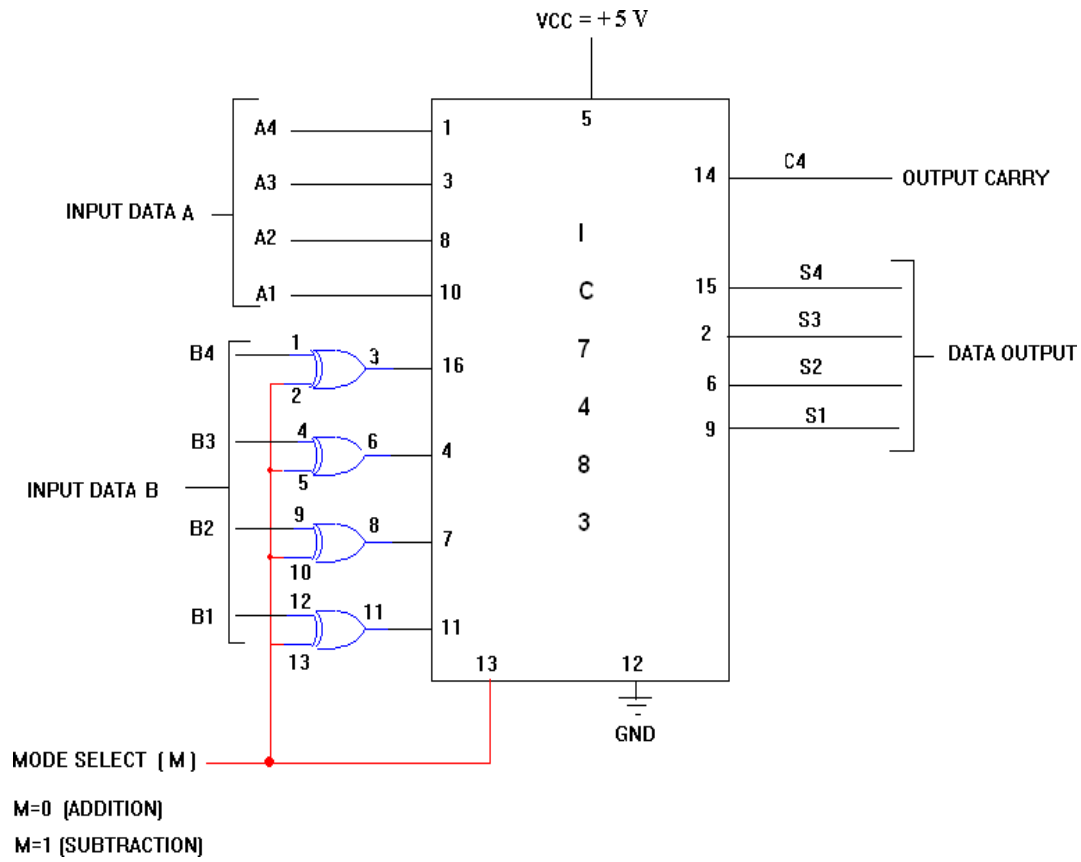 VCC = +5 V
5
A4
1
A3
3
INPUT DATA A
A2
8
A1
10
14
C4
OUTPUT CARRY
I
C
7
4
8
3
15
S4
2
S3
DATA OUTPUT
6
S2
9
S1
B4
1
2
3
16
B3
4
5
6
4
INPUT DATA B
B2
9
10
8
7
B1
12
13
11
11
13
12
GND
MODE SELECT ( M )
M=0 (ADDITION)
M=1 (SUBTRACTION)